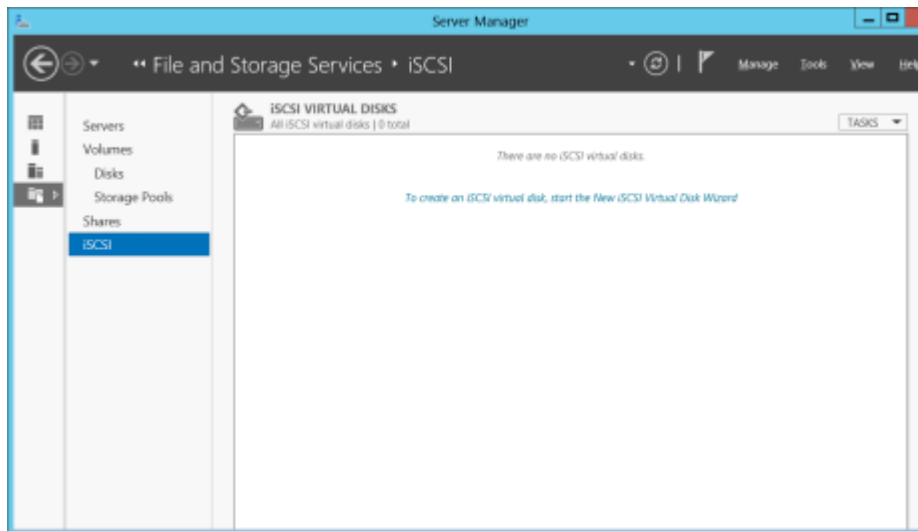 Server Manager
File and Storage Services • iSCSI
Manage Tools View Help
Servers
Volumes
Disks
Storage Pools
Shares
iSCSI
iSCSI VIRTUAL DISKS
All iSCSI virtual disks | 0 total
TASKS
There are no iSCSI virtual disks.
To create an iSCSI virtual disk, start the New iSCSI Virtual Disk Wizard